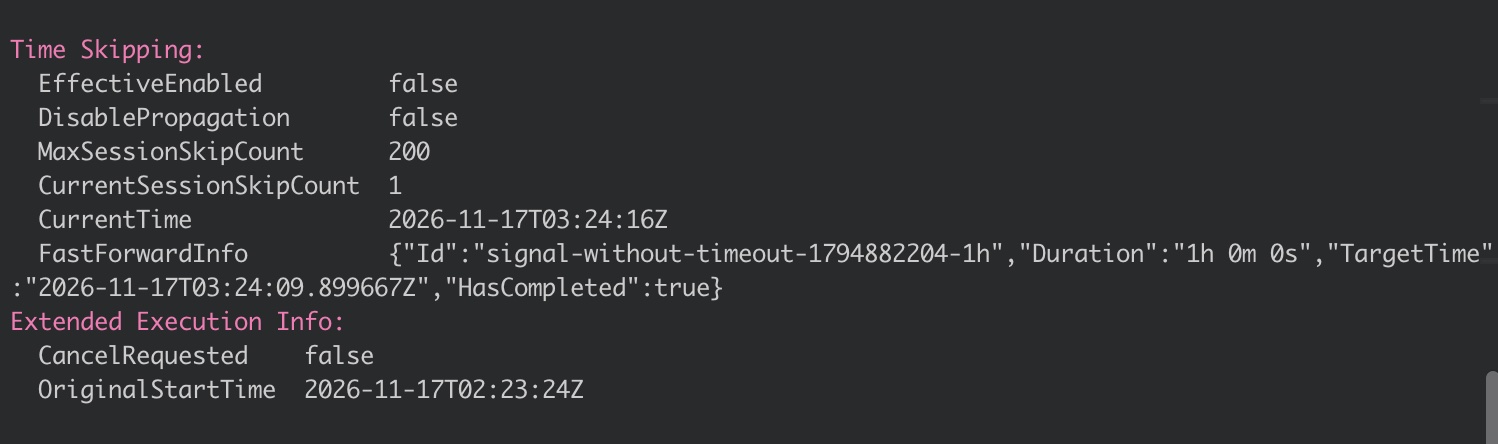 Time Skipping:
EffectiveEnabled false
DisablePropagation false
MaxSessionSkipCount 200
CurrentSessionSkipCount 1
CurrentTime 2026-11-17T03:24:16Z
FastForwardInfo {"Id":"signal-without-timeout-1794882204-1h","Duration":"1h 0m 0s","TargetTime"
:"2026-11-17T03:24:09.899667Z","HasCompleted":true}
Extended Execution Info:
CancelRequested false
OriginalStartTime 2026-11-17T02:23:24Z